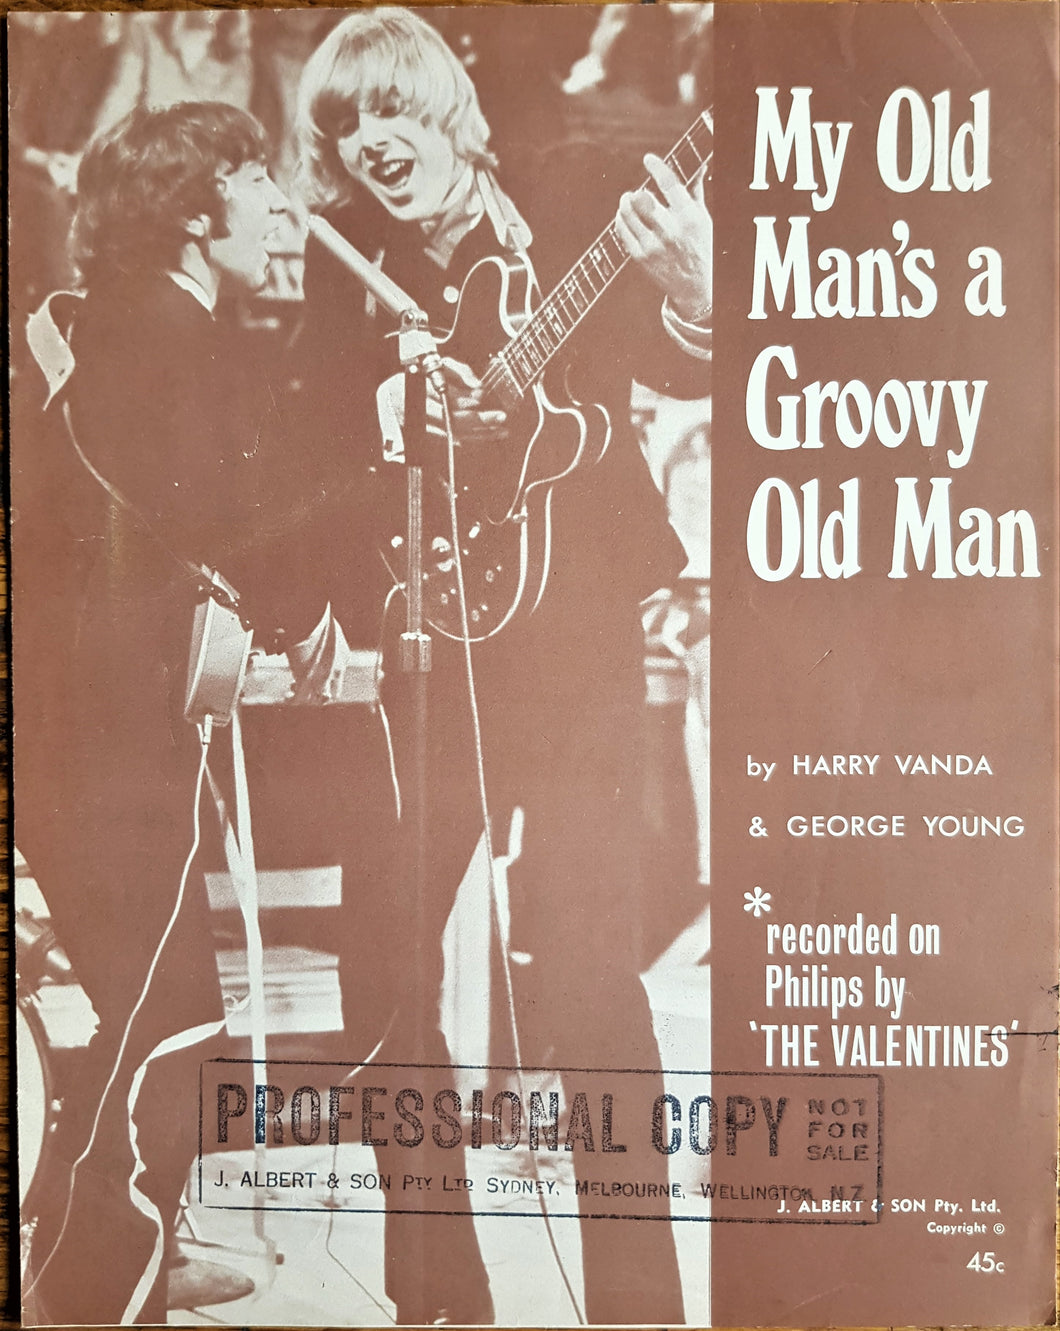 My Old
Man's a
Groovy
Old Man
by HARRY VANDA
& GEORGE YOUNG
*recorded on
Philips by
'THE VALENTINES'
PROFESSIONAL COPY
NOT
FOR
SALE
J. ALBERT & SON PTY LTD SYDNEY, MELBOURNE, WELLINGTON N.Z.
J. ALBERT & SON Pty. Ltd.
Copyright ©
45c